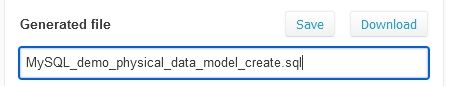 Generated file Save Download
MySQL_demo_physical_data_model_create.sql